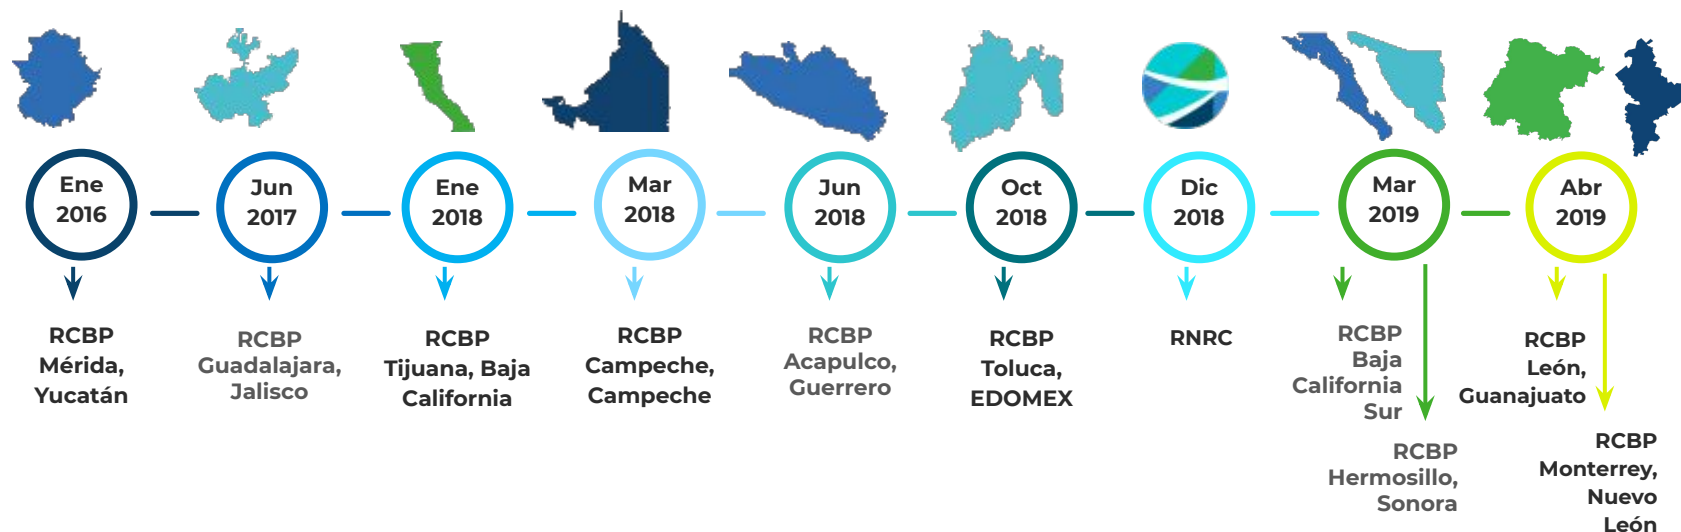 Ene
2016
Jun
2017
Ene
2018
Mar
2018
Jun
2018
Oct
2018
Dic
2018
Mar
2019
Abr
2019
RCBP
Mérida,
Yucatán
RCBP
Guadalajara,
Jalisco
RCBP
Tijuana, Baja
California
RCBP
Campeche,
Campeche
RCBP
Acapulco,
Guerrero
RCBP
Toluca,
EDOMEX
RNRC
RCBP
Baja
California
Sur
RCBP
Hermosillo,
Sonora
RCBP
León,
Guanajuato
RCBP
Monterrey,
Nuevo
León